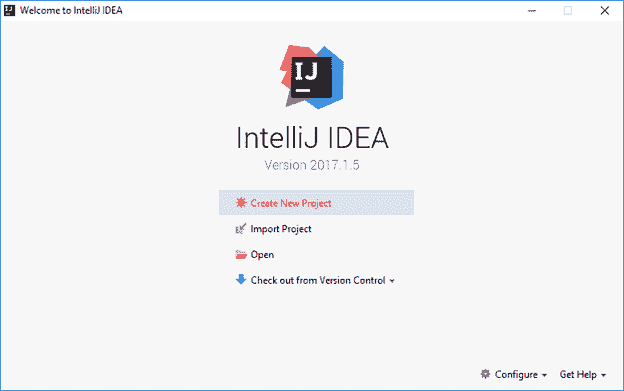 Welcome to IntelliJ IDEA
IJ
IntelliJ IDEA
Version 2017.1.5
Create New Project
Import Project
Open
Check out from Version Control
Configure Get Help